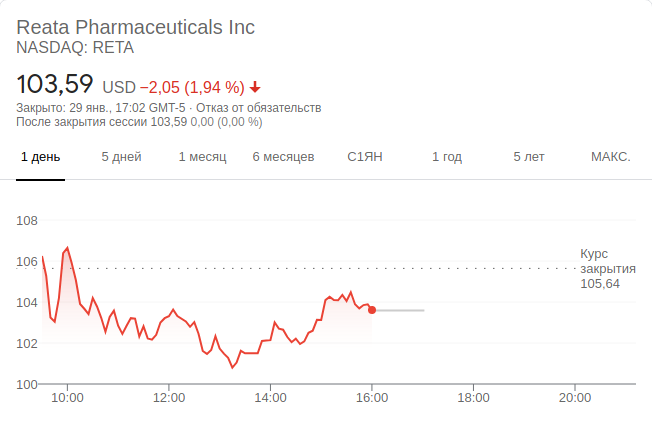 Reata Pharmaceuticals Inc
NASDAQ: RETA
103,59 USD −2,05 (1,94 %)
Закрыто: 29 янв., 17:02 GMT-5 · Отказ от обязательств
После закрытия сессии 103,59 0,00 (0,00 %)
1 день 5 дней 1 месяц 6 месяцев С1ЯН 1 год 5 лет МАКС.
108
106
104
102
100
Курс
закрытия
105,64
10:00 12:00 14:00 16:00 18:00 20:00